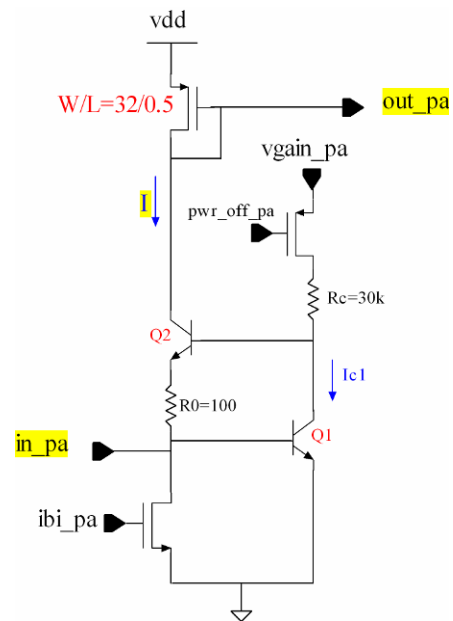 vdd
W/L=32/0.5
out_pa
vgain_pa
I
pwr_off_pa
Rc=30k
Q2
Ic1
R0=100
in_pa
Q1
ibi_pa